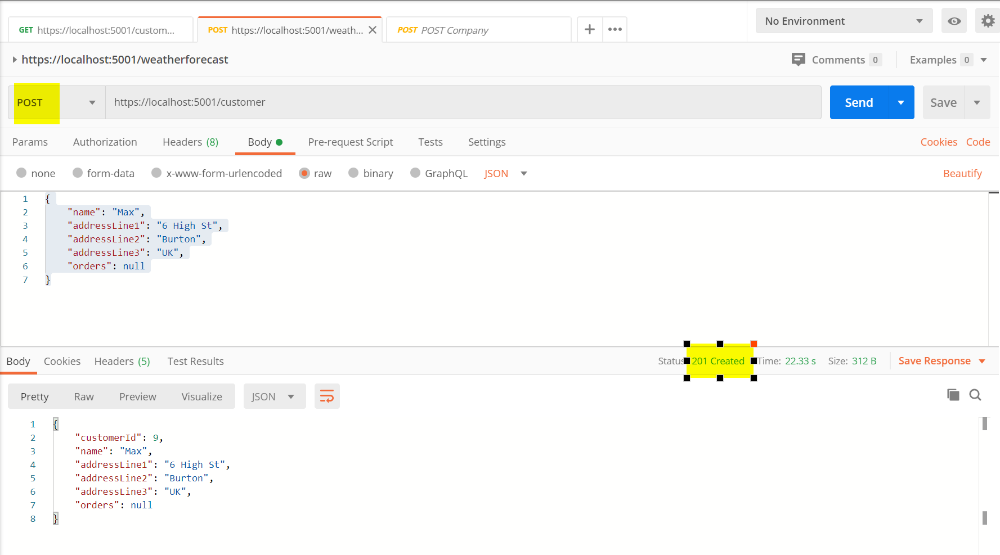 GET https://localhost:5001/custom...
POST https://localhost:5001/weath...
POST POST Company
No Environment
https://localhost:5001/weatherforecast
Comments 0
Examples 0
POST
https://localhost:5001/customer
Send
Save
Params Authorization Headers (8) Body Pre-request Script Tests Settings Cookies Code
none form-data x-www-form-urlencoded raw binary GraphQL JSON Beautify
1 {
2 "name": "Max",
3 "addressLine1": "6 High St",
4 "addressLine2": "Burton",
5 "addressLine3": "UK",
6 "orders": null
7 }
Body Cookies Headers (5) Test Results Status 201 Created Time: 22.33 s Size: 312 B Save Response
Pretty Raw Preview Visualize JSON
1 {
2 "customerId": 9,
3 "name": "Max",
4 "addressLine1": "6 High St",
5 "addressLine2": "Burton",
6 "addressLine3": "UK",
7 "orders": null
8 }